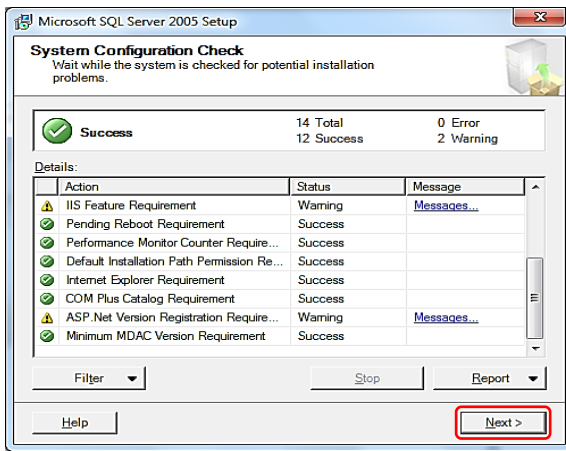 Microsoft SQL Server 2005 Setup
System Configuration Check
Wait while the system is checked for potential installation
problems.
Success
14 Total
0 Error
12 Success
2 Warning
Details:
Action Status Message
IIS Feature Requirement Warning Messages...
Pending Reboot Requirement Success
Performance Monitor Counter Require... Success
Default Installation Path Permission Re... Success
Internet Explorer Requirement Success
COM Plus Catalog Requirement Success
ASP.Net Version Registration Require... Warning Messages...
Minimum MDAC Version Requirement Success
Filter Stop Report
Help Next >